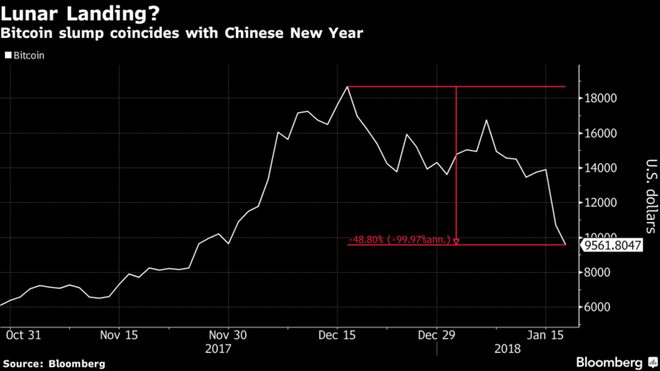 Lunar Landing?
Bitcoin slump coincides with Chinese New Year
Bitcoin
18000
16000
14000
12000
10000
8000
6000
U.S. dollars
-48.80% (-99.97%ann.)
9561.8047
Oct 31 Nov 15 Nov 30 Dec 15 Dec 29 Jan 15
2017 2018
Source: Bloomberg
Bloomberg